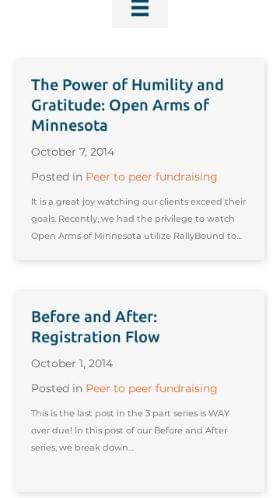 The Power of Humility and
Gratitude: Open Arms of
Minnesota
October 7, 2014
Posted in Peer to peer fundraising
It is a great joy watching our clients exceed their
goals. Recently, we had the privilege to watch
Open Arms of Minnesota utilize RallyBound to...
Before and After:
Registration Flow
October 1, 2014
Posted in Peer to peer fundraising
This is the last post in the 3 part series is WAY
over due! In this post of our Before and After
series, we break down...